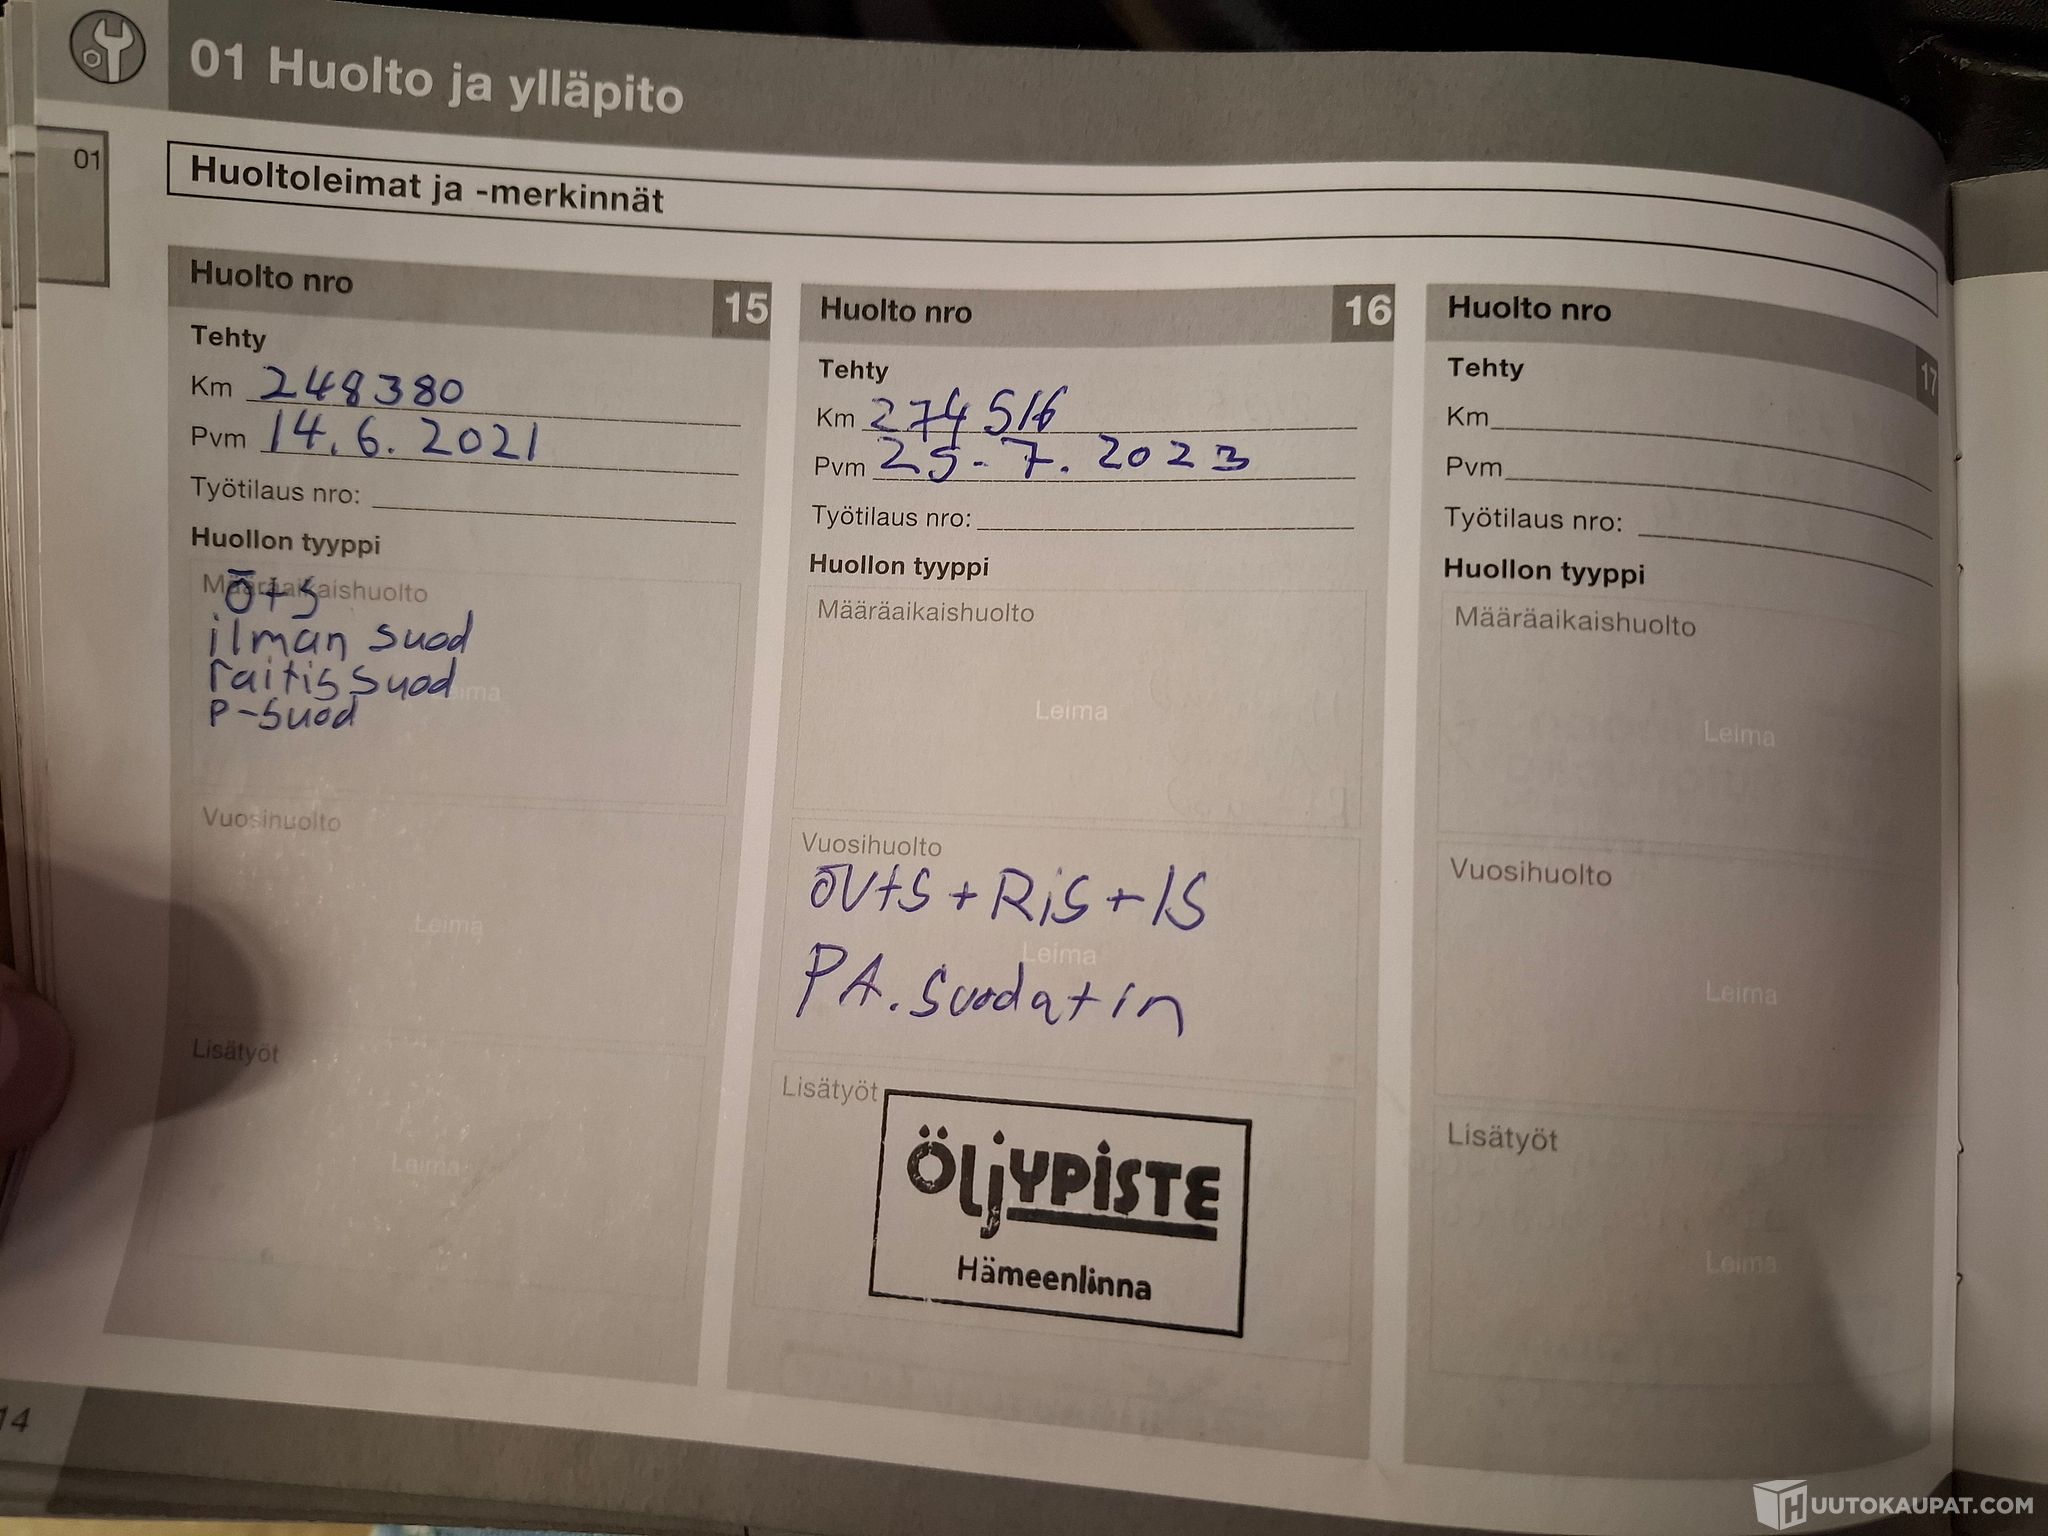 01 Huolto ja ylläpito
01
Huoltoleimat ja -merkinnät
Huolto nro 15
Tehty
Km 248380
Pvm 14.6.2021
Työtilaus nro:
Huollon tyyppi
Määräaikaishuolto
Ö+S
ilman suod
raitis suod
P-suod
Leima
Vuosihuolto
Leima
Lisätyöt
Leima
Huolto nro 16
Tehty
Km 274516
Pvm 25.7.2023
Työtilaus nro:
Huollon tyyppi
Määräaikaishuolto
Leima
Vuosihuolto
ÖV+S + RiS + IS
Leima
PA. Suodatin
Lisätyöt
ÖLJYPISTE
Hämeenlinna
Huolto nro 17
Tehty
Km
Pvm
Työtilaus nro:
Huollon tyyppi
Määräaikaishuolto
Leima
Vuosihuolto
Leima
Lisätyöt
Leima
14
HUUTOKAUPAT.COM